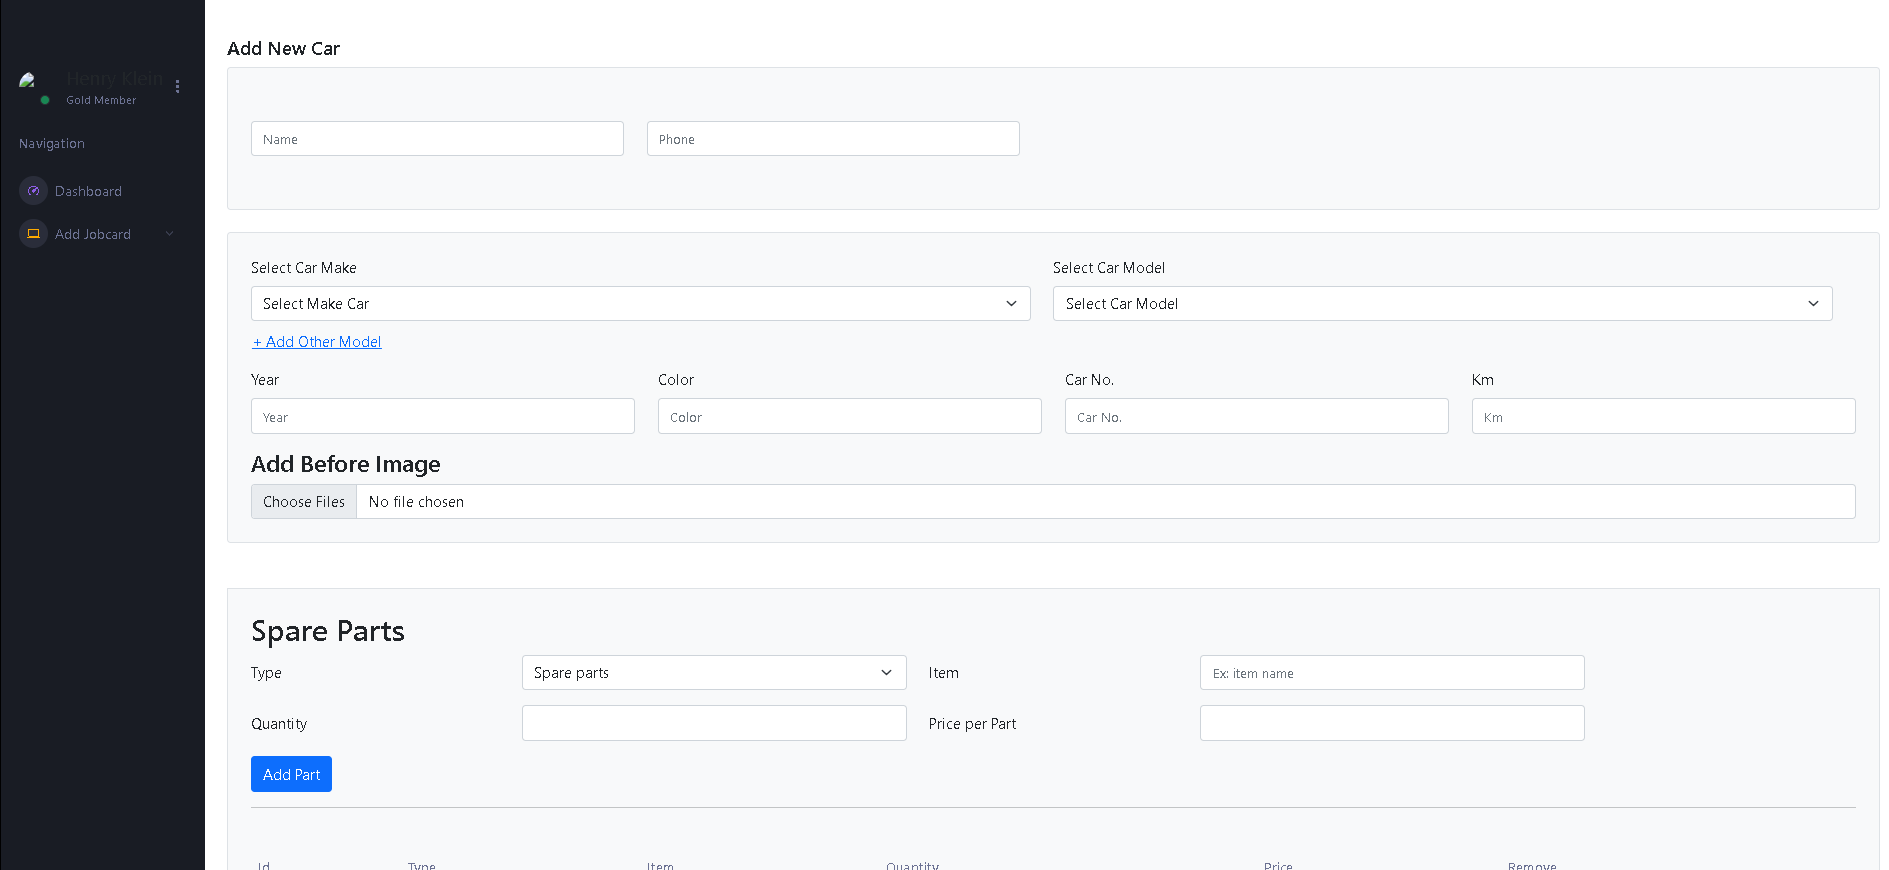 Henry Klein
Gold Member
Navigation
Dashboard
Add Jobcard
Add New Car
Name
Phone
Select Car Make
Select Car Model
Select Make Car
Select Car Model
+ Add Other Model
Year
Color
Car No.
Km
Year
Color
Car No.
Km
Add Before Image
Choose Files
No file chosen
Spare Parts
Type
Spare parts
Item
Ex: item name
Quantity
Price per Part
Add Part
Id
Type
Item
Quantity
Price
Remove